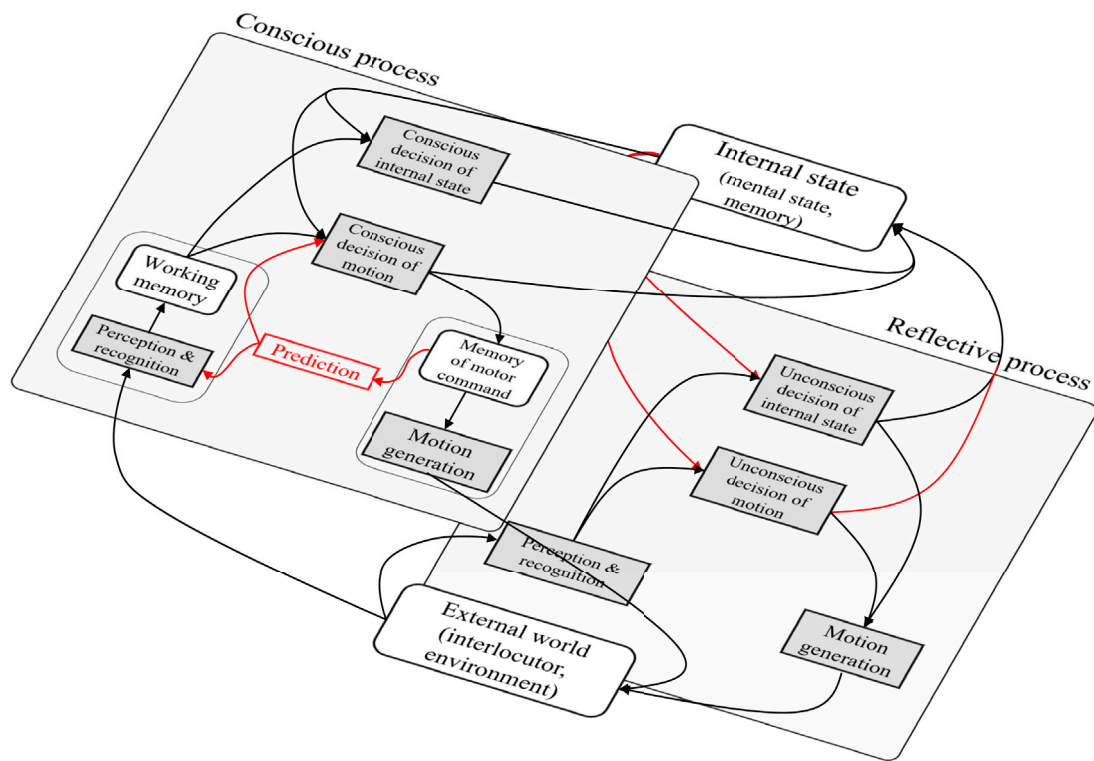 Conscious process
Conscious
decision of
internal state
Internal state
(mental state,
memory)
Conscious
decision of
motion
Working
memory
Perception &
recognition
Prediction
Memory
of motor
command
Motion
generation
Reflective process
Unconscious
decision of
internal state
Unconscious
decision of
motion
Perception &
recognition
External world
(interlocutor,
environment)
Motion
generation